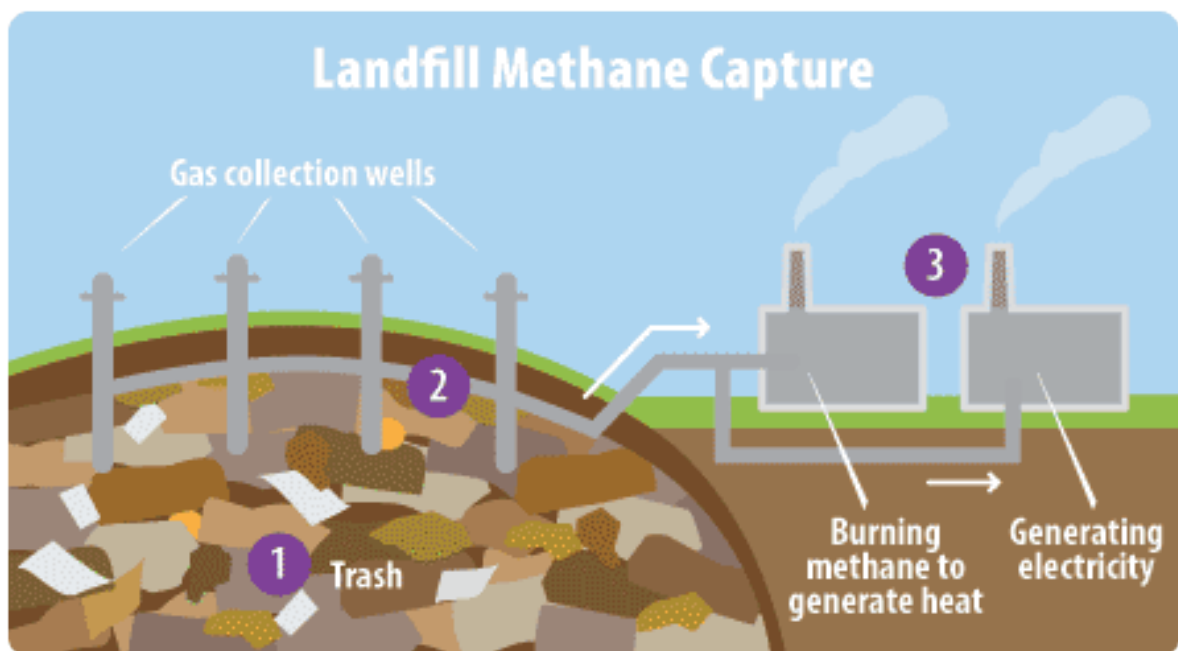 Landfill Methane Capture
Gas collection wells
3
2
1
Trash
Burning
methane to
generate heat
Generating
electricity